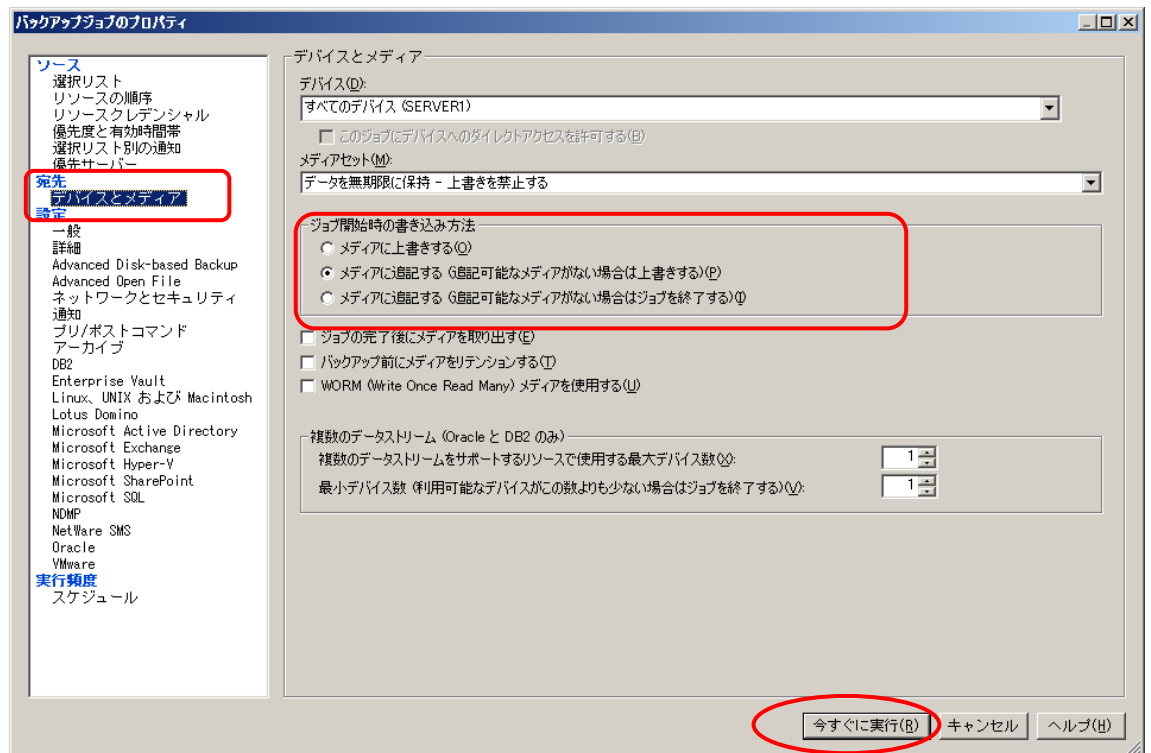 バックアップジョブのプロパティ
ソース
選択リスト
リソースの順序
リソースクレデンシャル
優先度と有効時間帯
選択リスト別の通知
優先サーバー
宛先
デバイスとメディア
設定
一般
詳細
Advanced Disk-based Backup
Advanced Open File
ネットワークとセキュリティ
通知
プリ/ポストコマンド
アーカイブ
DB2
Enterprise Vault
Linux、UNIX および Macintosh
Lotus Domino
Microsoft Active Directory
Microsoft Exchange
Microsoft Hyper-V
Microsoft SharePoint
Microsoft SQL
NDMP
NetWare SMS
Oracle
VMware
実行頻度
スケジュール
デバイスとメディア
デバイス(D):
すべてのデバイス (SERVER1)
このジョブにデバイスへのダイレクトアクセスを許可する(B)
メディアセット(M):
データを無期限に保持 - 上書きを禁止する
ジョブ開始時の書き込み方法
メディアに上書きする(O)
メディアに追記する (追記可能なメディアがない場合は上書きする)(P)
メディアに追記する (追記可能なメディアがない場合はジョブを終了する)(I)
ジョブの完了後にメディアを取り出す(E)
バックアップ前にメディアをリテンションする(T)
WORM (Write Once Read Many) メディアを使用する(U)
複数のデータストリーム (Oracle と DB2 のみ)
複数のデータストリームをサポートするリソースで使用する最大デバイス数(X): 1
最小デバイス数 (利用可能なデバイスがこの数よりも少ない場合はジョブを終了する)(V): 1
今すぐに実行(R) キャンセル ヘルプ(H)